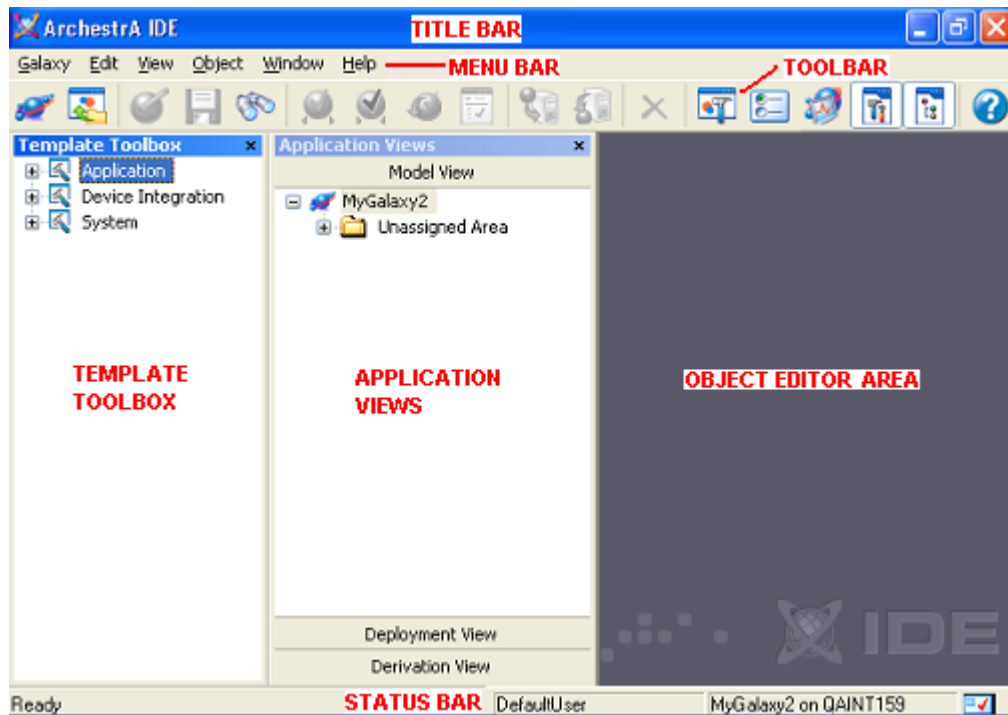 ArchestrA IDE TITLE BAR
Galaxy Edit View Object Window Help MENU BAR TOOLBAR
Template Toolbox
Application
Device Integration
System
TEMPLATE
TOOLBOX
Application Views
Model View
MyGalaxy2
Unassigned Area
APPLICATION
VIEWS
Deployment View
Derivation View
OBJECT EDITOR AREA
IDE
Ready STATUS BAR DefaultUser MyGalaxy2 on QAINT159